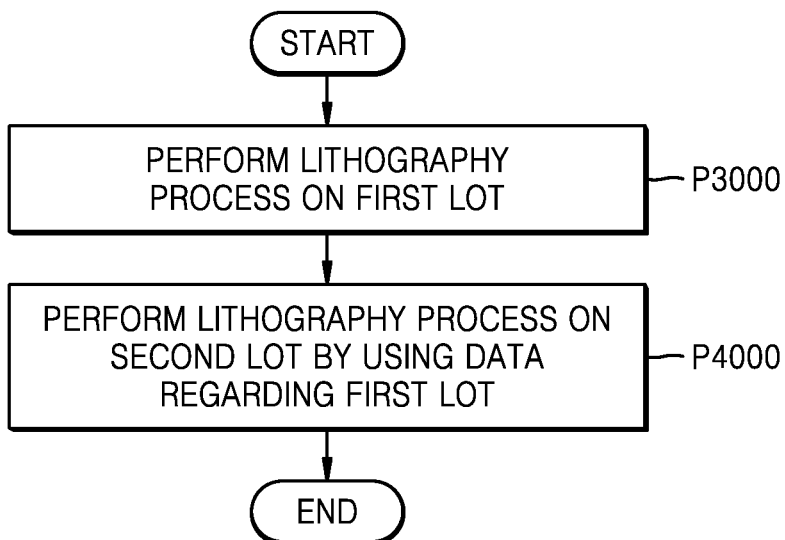 START
PERFORM LITHOGRAPHY
PROCESS ON FIRST LOT
P3000
PERFORM LITHOGRAPHY PROCESS ON
SECOND LOT BY USING DATA
REGARDING FIRST LOT
P4000
END